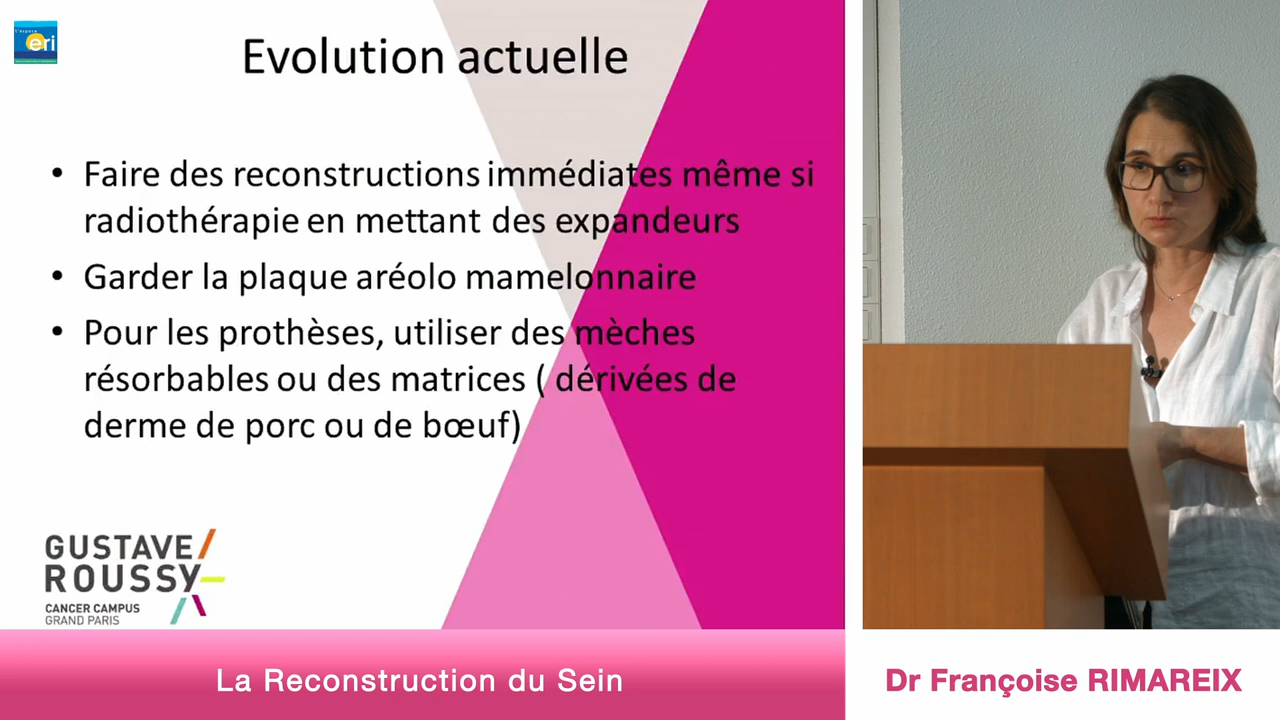 L'espace
eri
Evolution actuelle
• Faire des reconstructions immédiates même si
radiothérapie en mettant des expandeurs
• Garder la plaque aréolo mamelonnaire
• Pour les prothèses, utiliser des mèches
résorbables ou des matrices ( dérivées de
derme de porc ou de bœuf)
GUSTAVE/
ROUSSY
CANCER CAMPUS
GRAND PARIS
La Reconstruction du Sein
Dr Françoise RIMAREIX